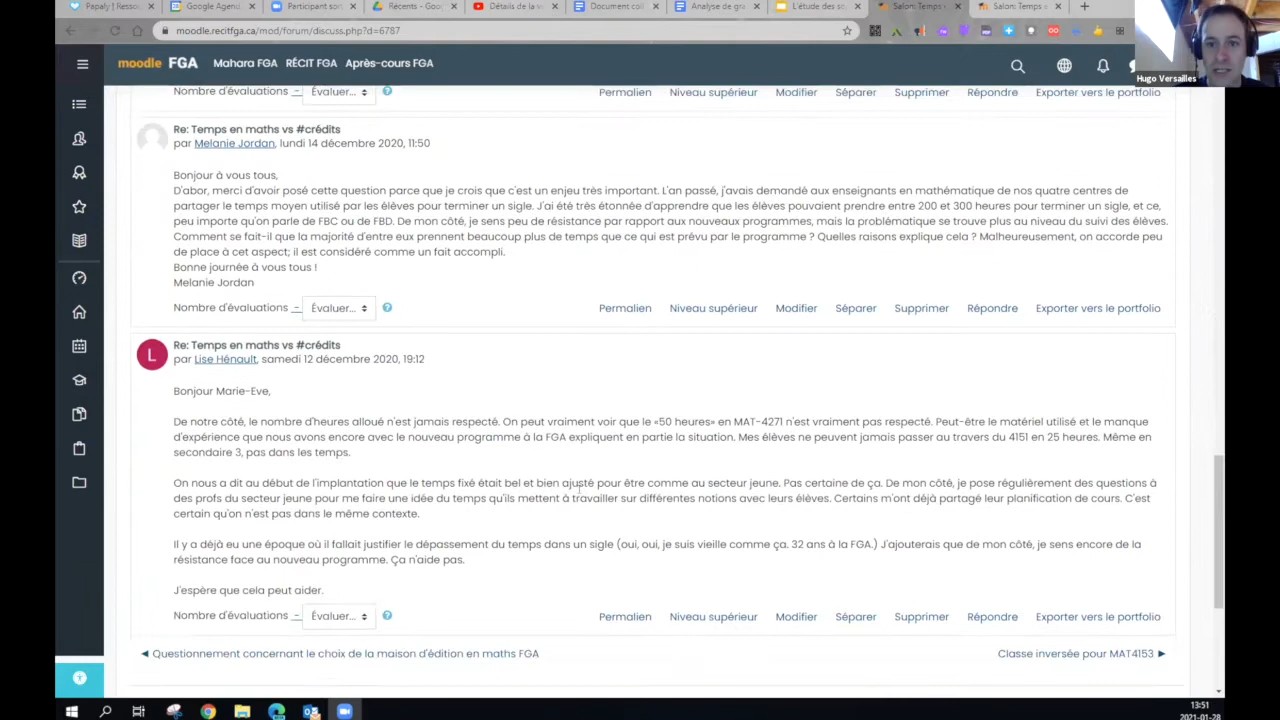 Papaly | Ressou
Google Agenda
Participant son
Récents - Goo
Détails de la v
Document coll
Analyse de gra
L'étude des so
Salon: Temps e
Salon: Temps e
moodle.recitfga.ca/mod/forum/discuss.php?d=6787
moodle FGA
Mahara FGA RÉCIT FGA Après-cours FGA
Hugo Versailles
Nombre d'évaluations - Évaluer...
Permalien Niveau supérieur Modifier Séparer Supprimer Répondre Exporter vers le portfolio
Re: Temps en maths vs #crédits
par Melanie Jordan, lundi 14 décembre 2020, 11:50
Bonjour à vous tous,
D'abor, merci d'avoir posé cette question parce que je crois que c'est un enjeu très important. L'an passé, j'avais demandé aux enseignants en mathématique de nos quatre centres de
partager le temps moyen utilisé par les élèves pour terminer un sigle. J'ai été très étonnée d'apprendre que les élèves pouvaient prendre entre 200 et 300 heures pour terminer un sigle, et ce,
peu importe qu'on parle de FBC ou de FBD. De mon côté, je sens peu de résistance par rapport aux nouveaux programmes, mais la problématique se trouve plus au niveau du suivi des élèves.
Comment se fait-il que la majorité d'entre eux prennent beaucoup plus de temps que ce qui est prévu par le programme ? Quelles raisons explique cela ? Malheureusement, on accorde peu
de place à cet aspect; il est considéré comme un fait accompli.
Bonne journée à vous tous !
Melanie Jordan
Nombre d'évaluations - Évaluer...
Permalien Niveau supérieur Modifier Séparer Supprimer Répondre Exporter vers le portfolio
L
Re: Temps en maths vs #crédits
par Lise Hénault, samedi 12 décembre 2020, 19:12
Bonjour Marie-Eve,
De notre côté, le nombre d'heures alloué n'est jamais respecté. On peut vraiment voir que le «50 heures» en MAT-4271 n'est vraiment pas respecté. Peut-être le matériel utilisé et le manque
d'expérience que nous avons encore avec le nouveau programme à la FGA expliquent en partie la situation. Mes élèves ne peuvent jamais passer au travers du 4151 en 25 heures. Même en
secondaire 3, pas dans les temps.
On nous a dit au début de l'implantation que le temps fixé était bel et bien ajusté pour être comme au secteur jeune. Pas certaine de ça. De mon côté, je pose régulièrement des questions à
des profs du secteur jeune pour me faire une idée du temps qu'ils mettent à travailler sur différentes notions avec leurs élèves. Certains m'ont déjà partagé leur planification de cours. C'est
certain qu'on n'est pas dans le même contexte.
Il y a déjà eu une époque où il fallait justifier le dépassement du temps dans un sigle (oui, oui, je suis vieille comme ça. 32 ans à la FGA.) J'ajouterais que de mon côté, je sens encore de la
résistance face au nouveau programme. Ça n'aide pas.
J'espère que cela peut aider.
Nombre d'évaluations - Évaluer...
Permalien Niveau supérieur Modifier Séparer Supprimer Répondre Exporter vers le portfolio
◄ Questionnement concernant le choix de la maison d'édition en maths FGA
Classe inversée pour MAT4153 ►
13:51
2021-01-28